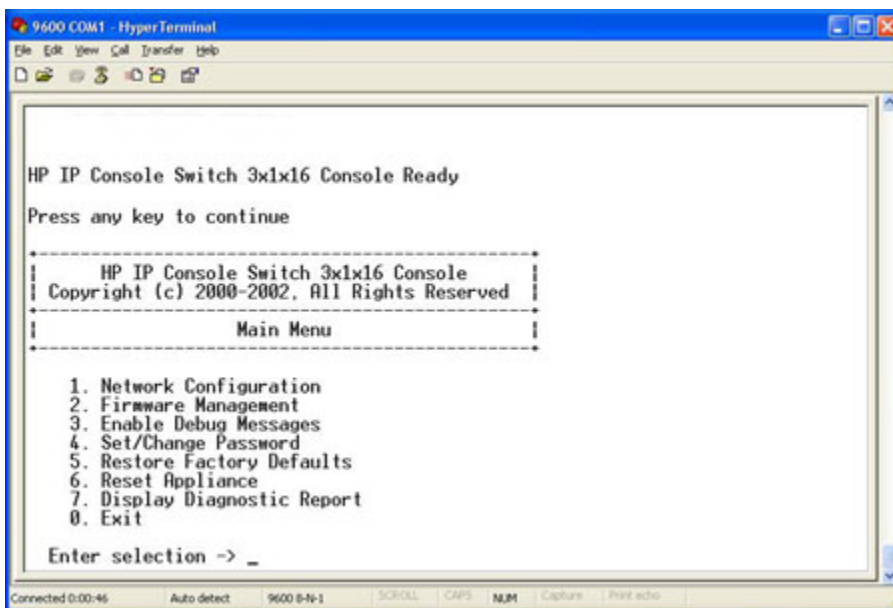 9600 COM1 - HyperTerminal
File Edit View Call Transfer Help
HP IP Console Switch 3x1x16 Console Ready
Press any key to continue
HP IP Console Switch 3x1x16 Console
Copyright (c) 2000-2002, All Rights Reserved
Main Menu
1. Network Configuration
2. Firmware Management
3. Enable Debug Messages
4. Set/Change Password
5. Restore Factory Defaults
6. Reset Appliance
7. Display Diagnostic Report
0. Exit
Enter selection -> _
Connected 0:00:46 Auto detect 9600 8-N-1 SCROLL CAPS NUM Capture Print echo